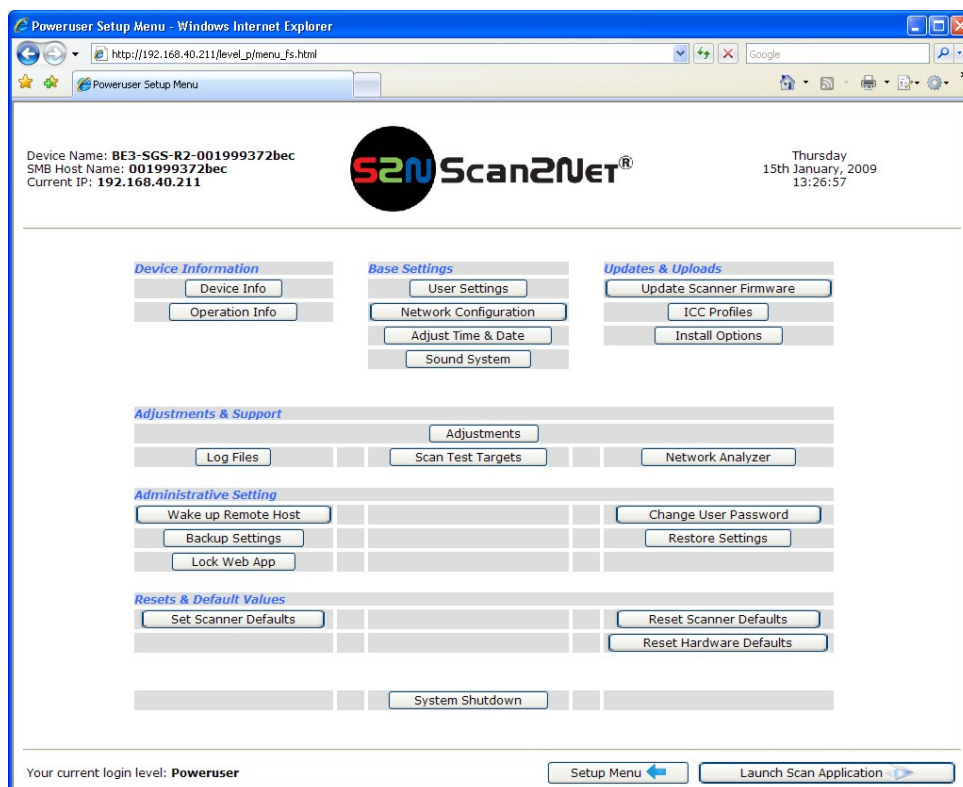 Poweruser Setup Menu - Windows Internet Explorer
http://192.168.40.211/level_p/menu_fs.html
Google
Poweruser Setup Menu
Device Name: BE3-SGS-R2-001999372bec
SMB Host Name: 001999372bec
Current IP: 192.168.40.211
S2N Scan2Net®
Thursday
15th January, 2009
13:26:57
Device Information
Device Info
Operation Info
Base Settings
User Settings
Network Configuration
Adjust Time & Date
Sound System
Updates & Uploads
Update Scanner Firmware
ICC Profiles
Install Options
Adjustments & Support
Adjustments
Log Files Scan Test Targets Network Analyzer
Administrative Setting
Wake up Remote Host Change User Password
Backup Settings Restore Settings
Lock Web App
Resets & Default Values
Set Scanner Defaults Reset Scanner Defaults
Reset Hardware Defaults
System Shutdown
Your current login level: Poweruser Setup Menu Launch Scan Application